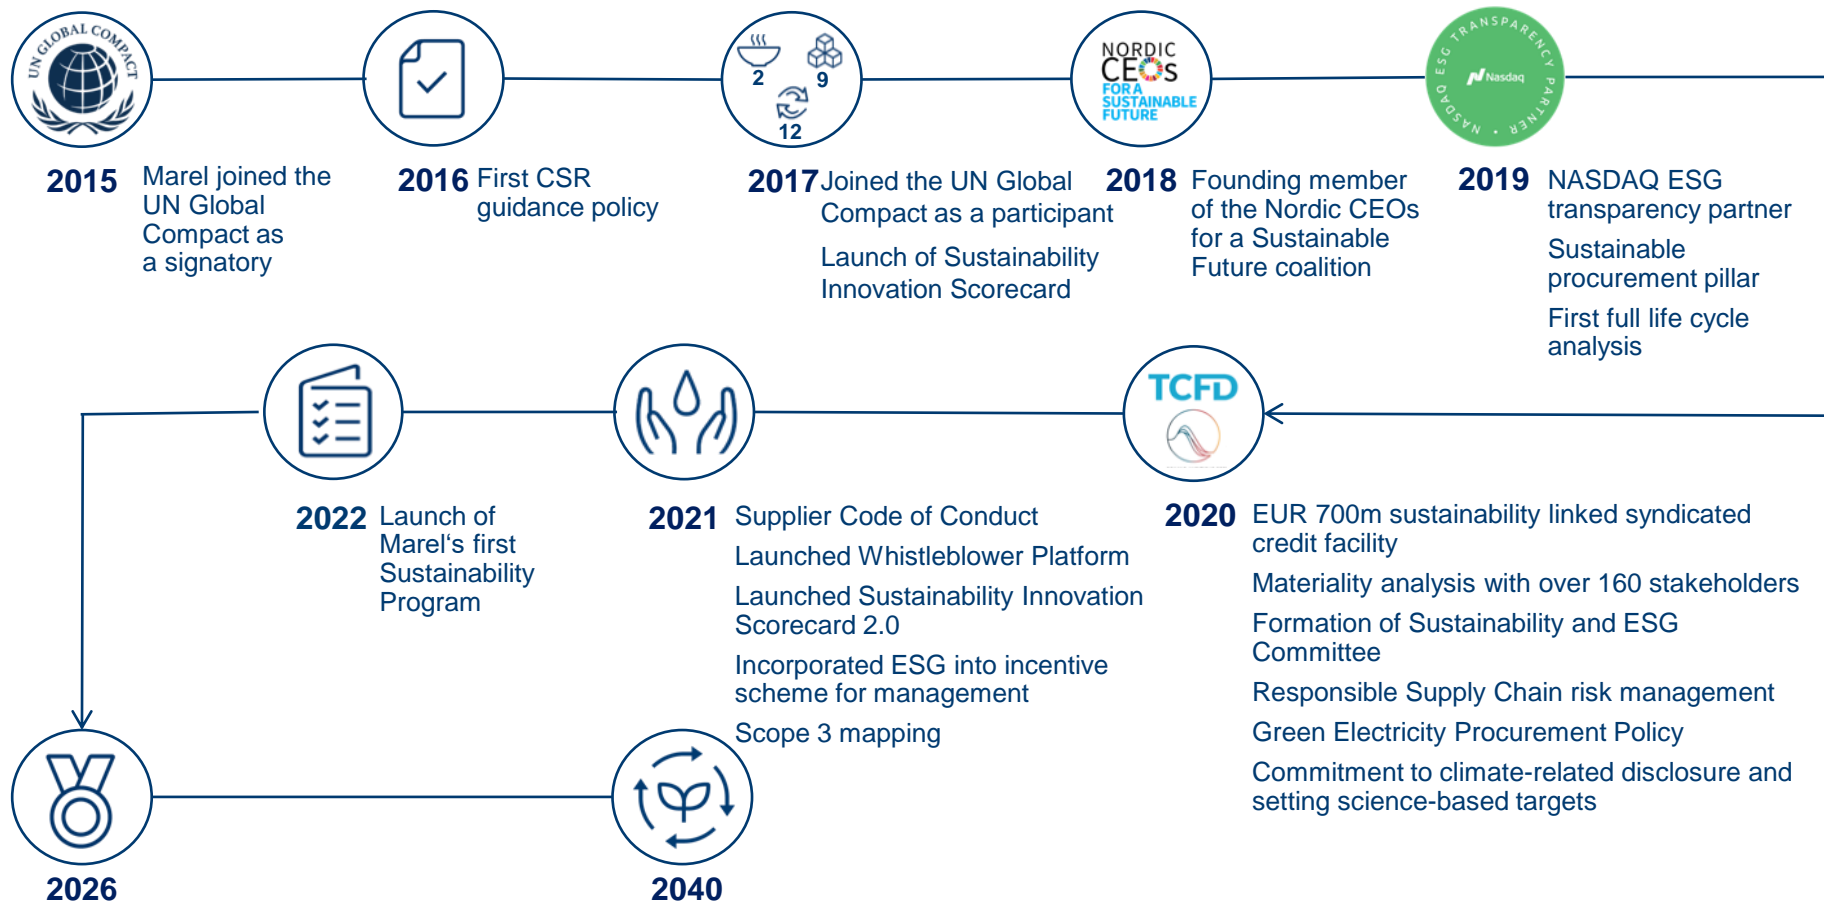 UN GLOBAL COMPACT
2
9
12
NORDIC
CEOs
FOR A
SUSTAINABLE
FUTURE
NASDAQ ESG TRANSPARENCY PARTNER •
Nasdaq
2015
Marel joined the
UN Global
Compact as
a signatory
2016
First CSR
guidance policy
2017
Joined the UN Global
Compact as a participant
Launch of Sustainability
Innovation Scorecard
2018
Founding member
of the Nordic CEOs
for a Sustainable
Future coalition
2019
NASDAQ ESG
transparency partner
Sustainable
procurement pillar
First full life cycle
analysis
TCFD
2022
Launch of
Marel‘s first
Sustainability
Program
2021
Supplier Code of Conduct
Launched Whistleblower Platform
Launched Sustainability Innovation
Scorecard 2.0
Incorporated ESG into incentive
scheme for management
Scope 3 mapping
2020
EUR 700m sustainability linked syndicated
credit facility
Materiality analysis with over 160 stakeholders
Formation of Sustainability and ESG
Committee
Responsible Supply Chain risk management
Green Electricity Procurement Policy
Commitment to climate-related disclosure and
setting science-based targets
2026
2040